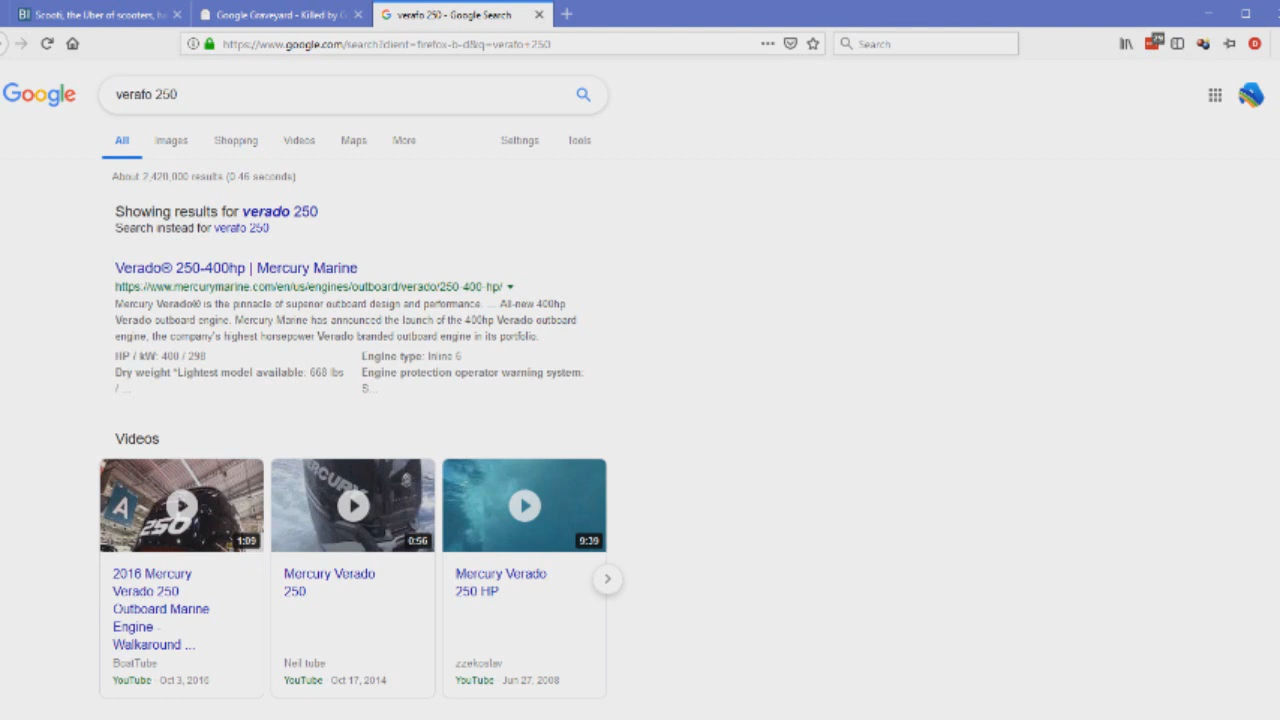 Scooti, the Uber of scooters, h
Google Graveyard - Killed by G
verafo 250 - Google Search
https://www.google.com/search?client=firefox-b-d&q=verafo+250
Search
Google
verafo 250
All Images Shopping Videos Maps More Settings Tools
About 2,420,000 results (0.46 seconds)
Showing results for verado 250
Search instead for verafo 250
Verado® 250-400hp | Mercury Marine
https://www.mercurymarine.com/en/us/engines/outboard/verado/250-400-hp/
Mercury Verado® is the pinnacle of superior outboard design and performance. ... All-new 400hp
Verado outboard engine. Mercury Marine has announced the launch of the 400hp Verado outboard
engine, the company's highest horsepower Verado branded outboard engine in its portfolio.
HP / kW: 400 / 298 Engine type: Inline 6
Dry weight *Lightest model available: 668 lbs Engine protection operator warning system:
/ ... S...
Videos
A
250
1:09
MERCURY
0:56
9:39
2016 Mercury
Verado 250
Outboard Marine
Engine -
Walkaround ...
BoatTube
YouTube - Oct 3, 2016
Mercury Verado
250
Neil tube
YouTube - Oct 17, 2014
Mercury Verado
250 HP
zzekoslav
YouTube - Jun 27, 2008